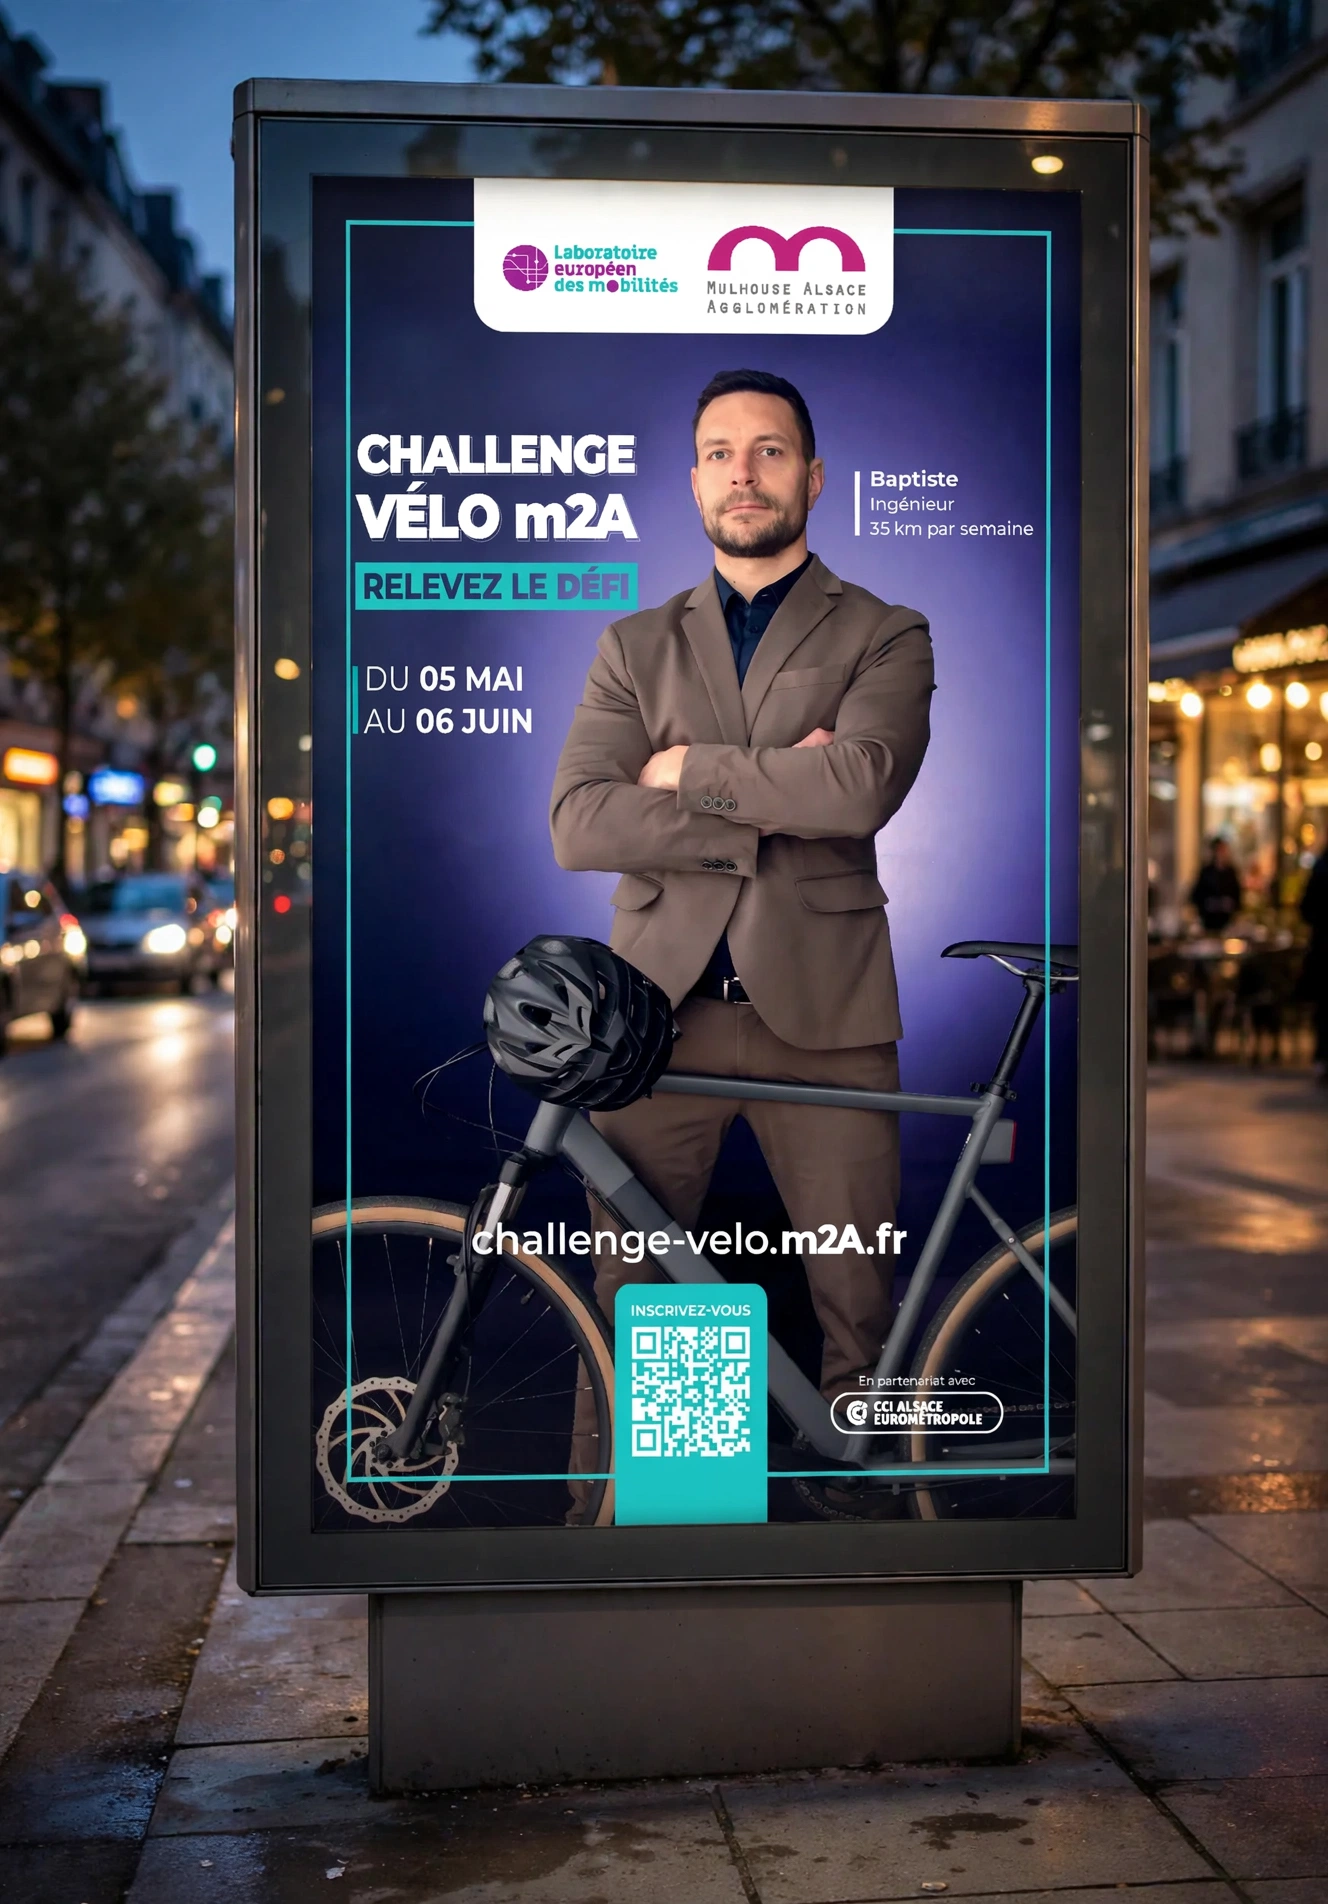 Laboratoire
européen
des mobilités
MULHOUSE ALSACE
AGGLOMÉRATION
CHALLENGE
VÉLO m2A
RELEVEZ LE DÉFI
Baptiste
Ingénieur
35 km par semaine
DU 05 MAI
AU 06 JUIN
challenge-velo.m2A.fr
INSCRIVEZ-VOUS
En partenariat avec
CCI ALSACE
EUROMÉTROPOLE